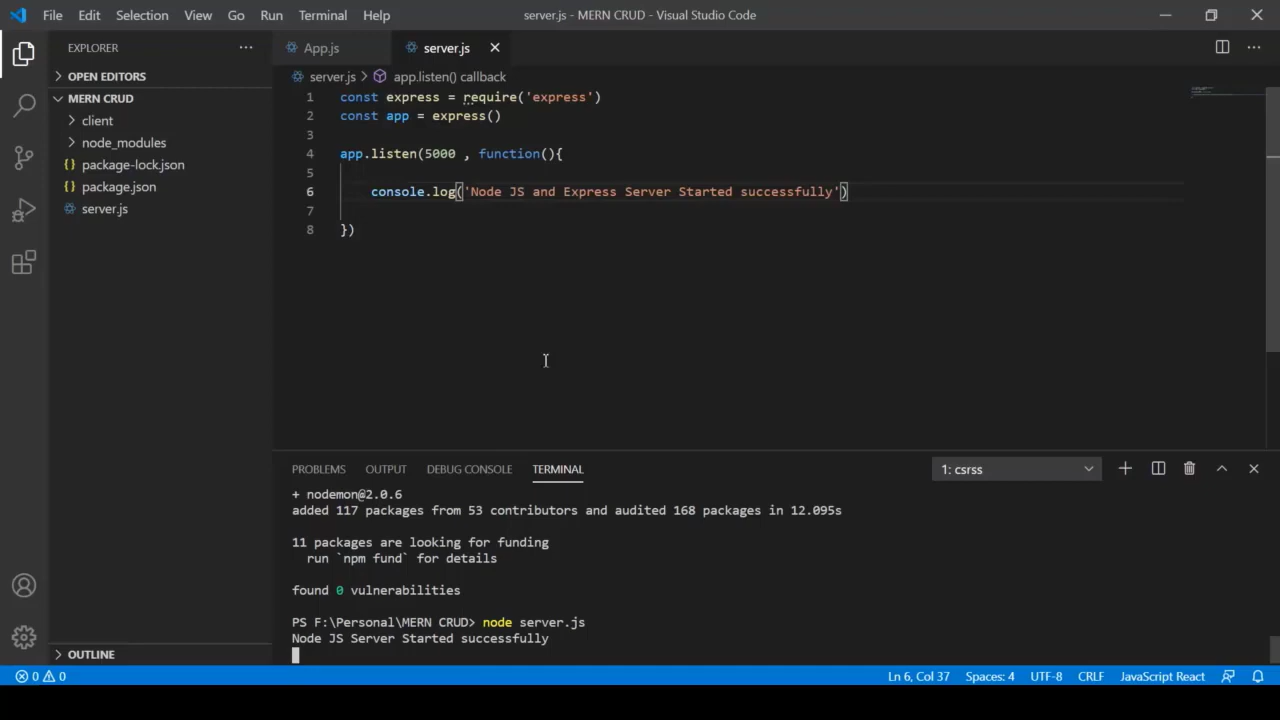 File Edit Selection View Go Run Terminal Help
server.js - MERN CRUD - Visual Studio Code
EXPLORER
OPEN EDITORS
MERN CRUD
client
node_modules
{} package-lock.json
{} package.json
server.js
OUTLINE
App.js
server.js
server.js > app.listen() callback
1 const express = require('express')
2 const app = express()
3
4 app.listen(5000 , function(){
5
6 console.log('Node JS and Express Server Started successfully')
7
8 })
PROBLEMS OUTPUT DEBUG CONSOLE TERMINAL
1: csrss
+ nodemon@2.0.6
added 117 packages from 53 contributors and audited 168 packages in 12.095s
11 packages are looking for funding
run `npm fund` for details
found 0 vulnerabilities
PS F:\Personal\MERN CRUD> node server.js
Node JS Server Started successfully
0 0
Ln 6, Col 37 Spaces: 4 UTF-8 CRLF JavaScript React